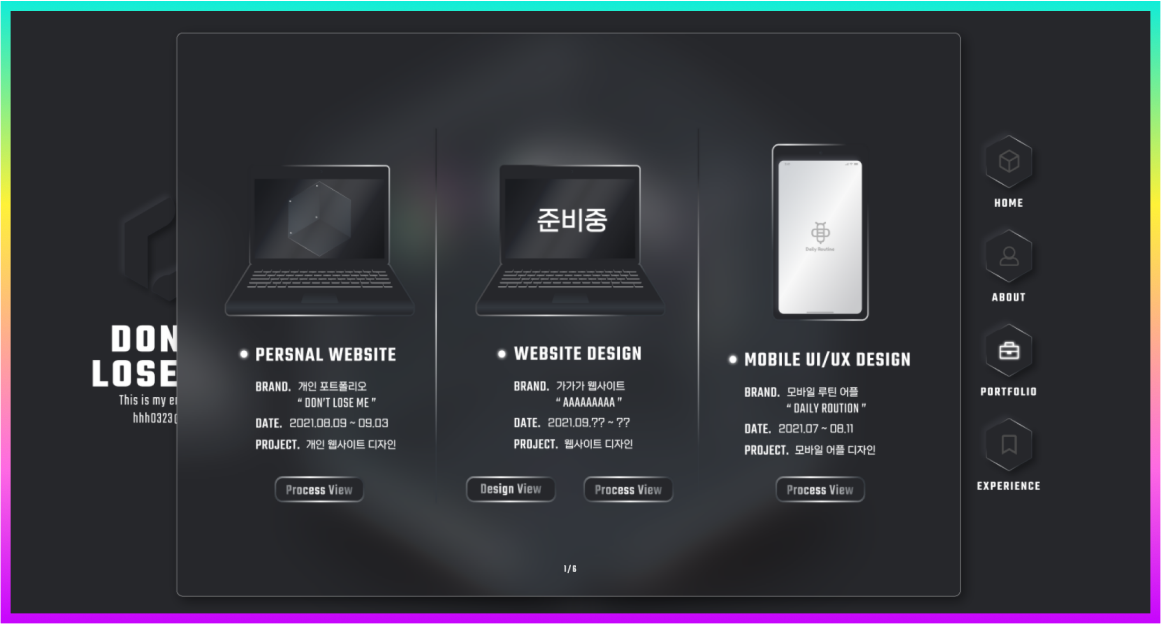 DON
LOSE
This is my e
hhh0323(
준비중
Daily Roution
PERSNAL WEBSITE
BRAND. 개인 포트폴리오
“ DON'T LOSE ME ”
DATE. 2021.08.09 ~ 09.03
PROJECT. 개인 웹사이트 디자인
Process View
WEBSITE DESIGN
BRAND. 가가가 웹사이트
“ AAAAAAAAA ”
DATE. 2021.09.?? ~ ??
PROJECT. 웹사이트 디자인
Design View
Process View
MOBILE UI/UX DESIGN
BRAND. 모바일 루틴 어플
“ DAILY ROUTION ”
DATE. 2021.07 ~ 08.11
PROJECT. 모바일 어플 디자인
Process View
1/6
HOME
ABOUT
PORTFOLIO
EXPERIENCE